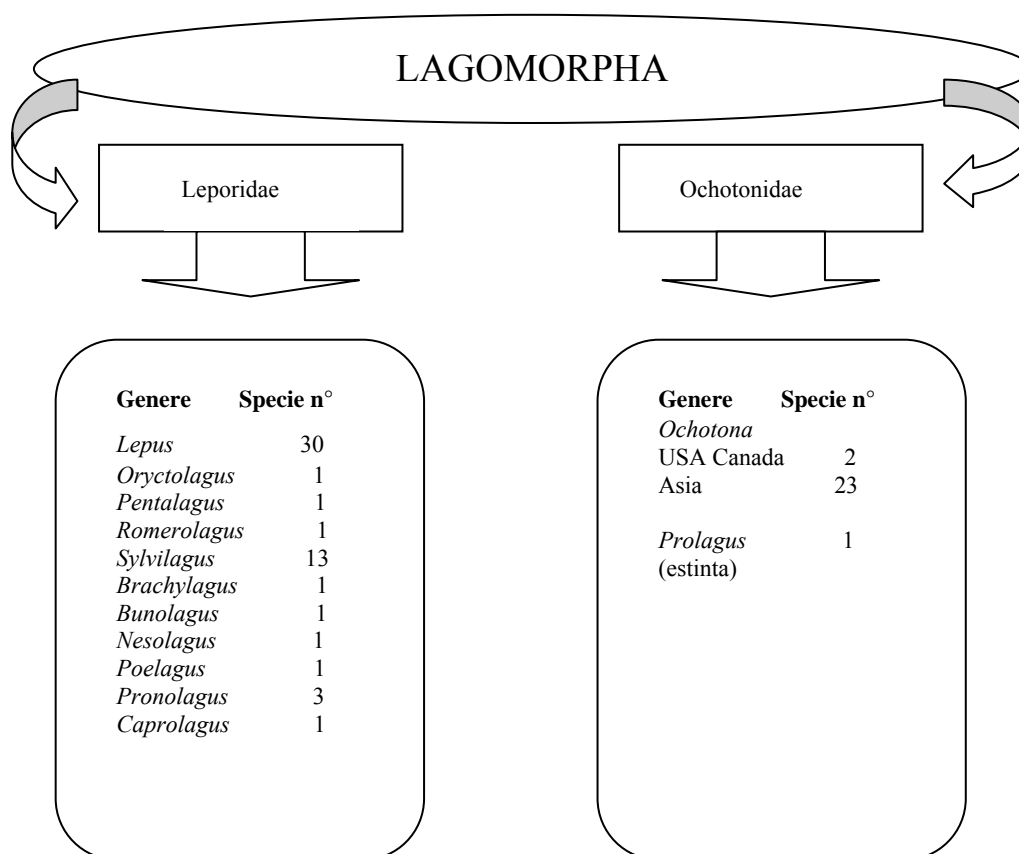 LAGOMORPHA
Leporidae
Genere Specie n°
Lepus 30
Oryctolagus 1
Pentalagus 1
Romerolagus 1
Sylvilagus 13
Brachylagus 1
Bunolagus 1
Nesolagus 1
Poelagus 1
Pronolagus 3
Caprolagus 1
Ochotonidae
Genere Specie n°
Ochotona
USA Canada 2
Asia 23
Prolagus 1
(estinta)